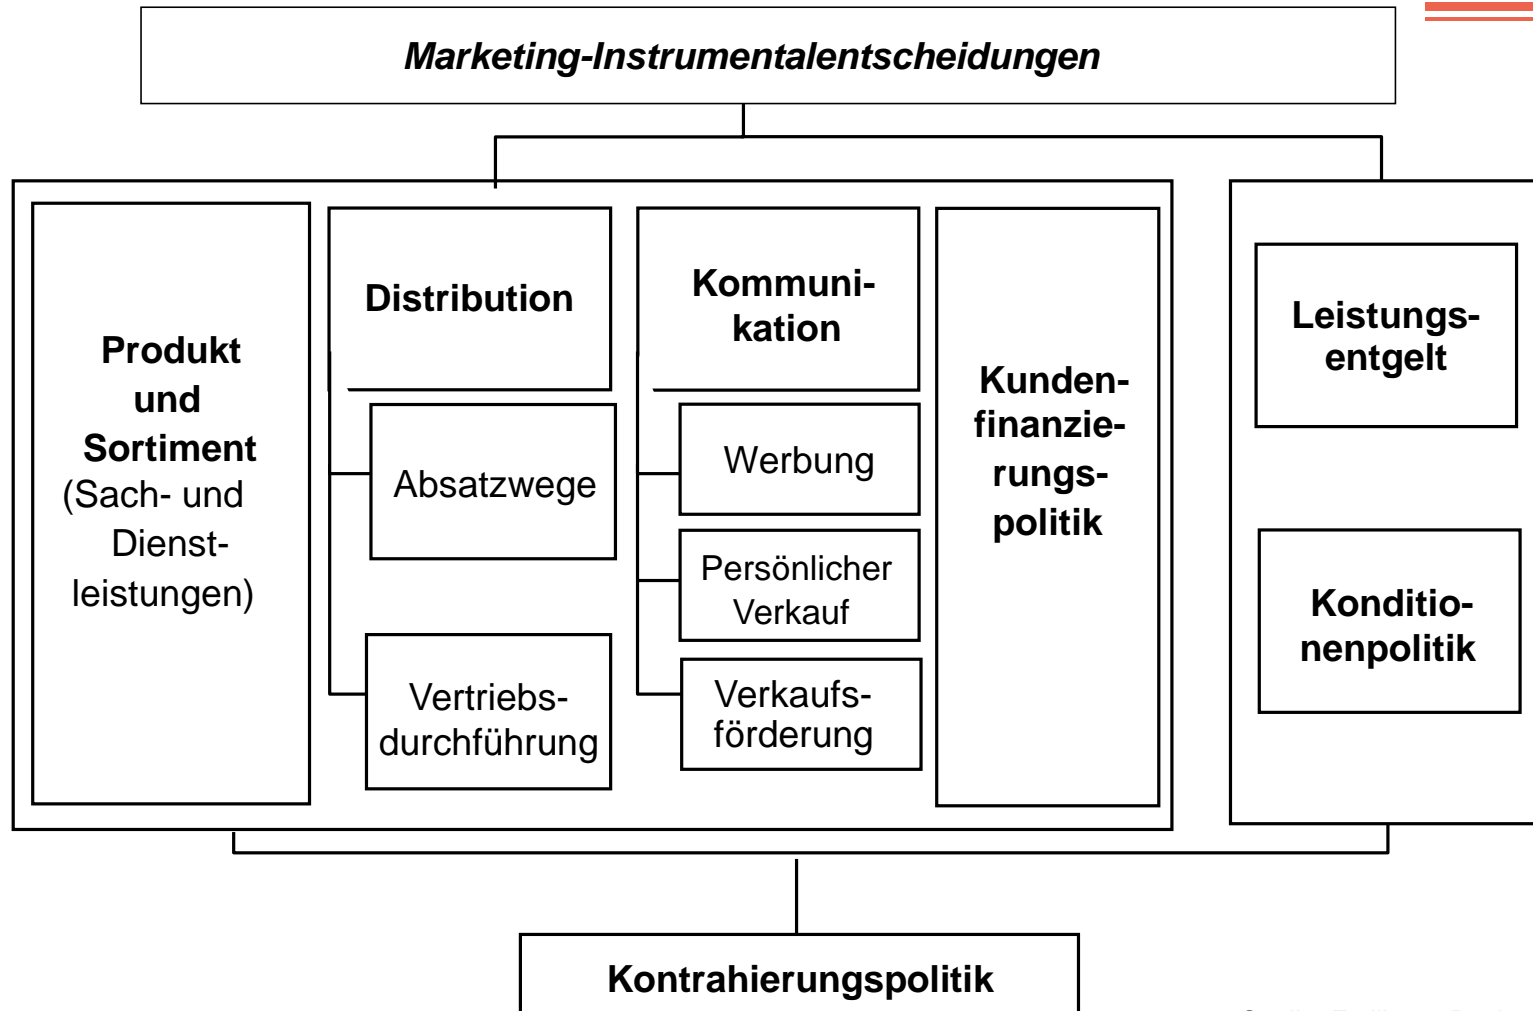 Marketing-Instrumentalentscheidungen
Produkt
und
Sortiment
(Sach- und
Dienst-
leistungen)
Distribution
Absatzwege
Vertriebs-
durchführung
Kommuni-
kation
Werbung
Persönlicher
Verkauf
Verkaufs-
förderung
Kunden-
finanzie-
rungs-
politik
Leistungs-
entgelt
Konditio-
nenpolitik
Kontrahierungspolitik